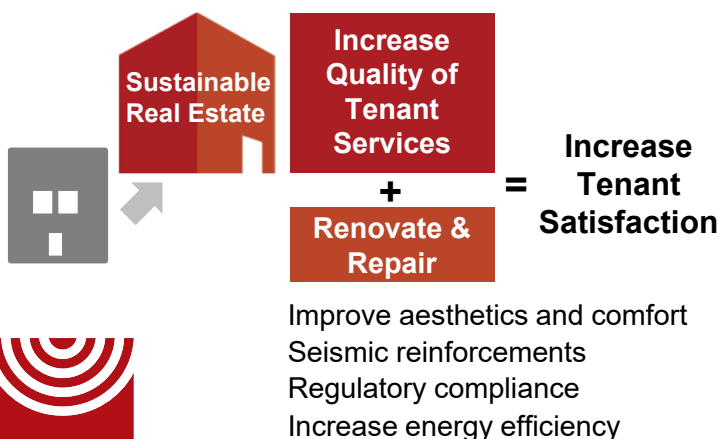 Sustainable
Real Estate
Increase
Quality of
Tenant
Services
+
Renovate &
Repair
=
Increase
Tenant
Satisfaction
Improve aesthetics and comfort
Seismic reinforcements
Regulatory compliance
Increase energy efficiency